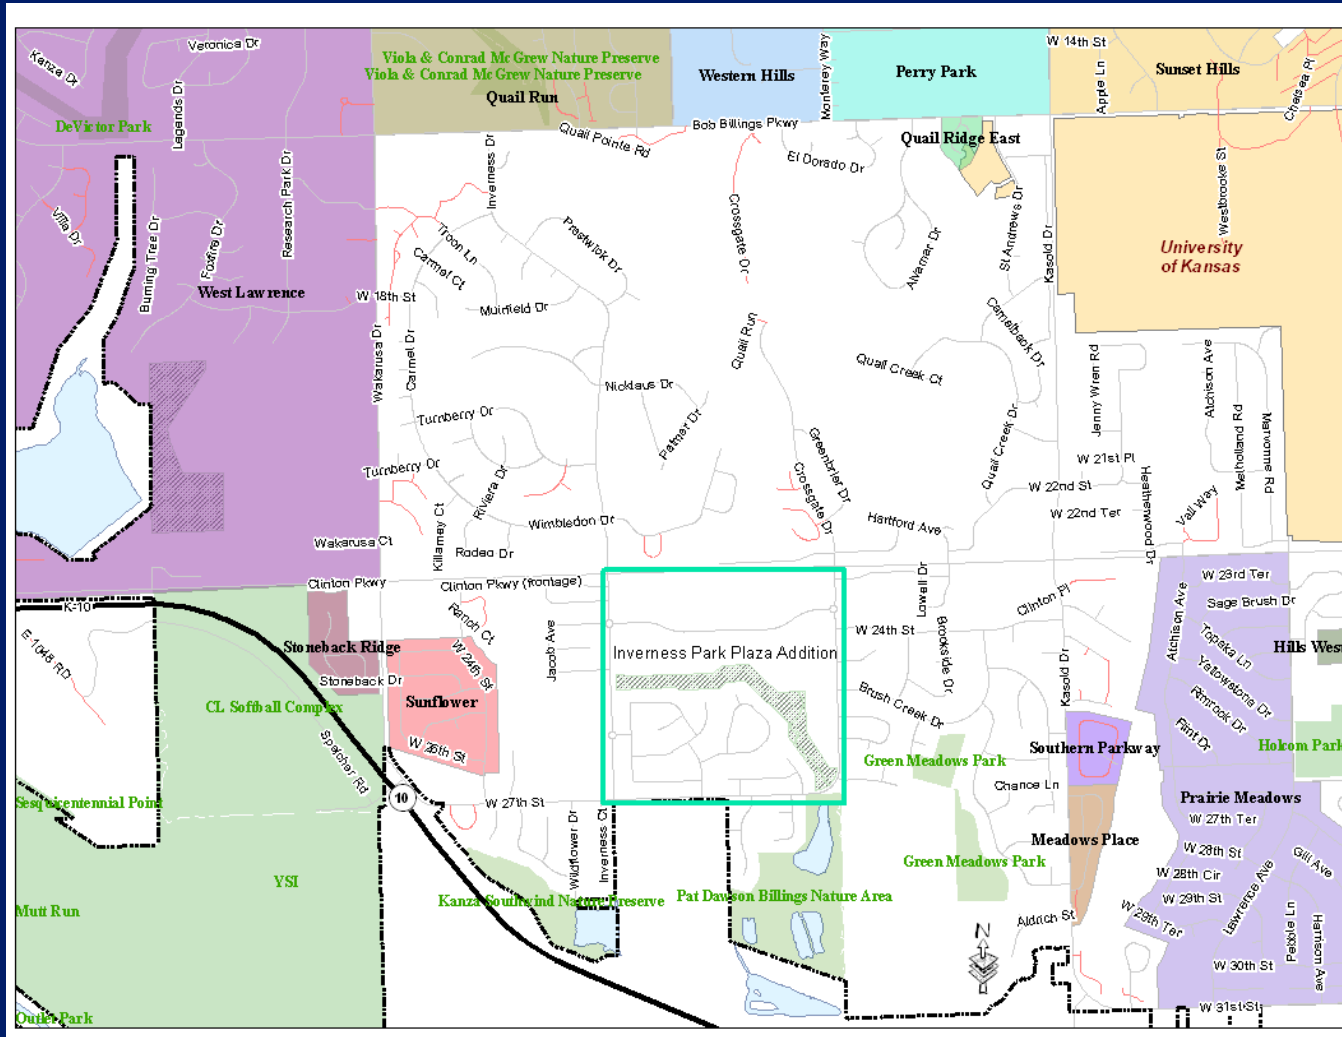 Kanza Dr
Veronica Dr
Legends Dr
DeVictor Park
Viola & Conrad McGrew Nature Preserve
Viola & Conrad McGrew Nature Preserve
Quail Run
Western Hills
Monterey Way
Perry Park
W 14th St
Apple Ln
Sunset Hills
Chelsea Pl
Bob Billings Pkwy
Quail Pointe Rd
El Dorado Dr
Quail Ridge East
Inverness Dr
Research Park Dr
Villa Dr
Burning Tree Dr
Foxfire Dr
West Lawrence
W 18th St
Troon Ln
Carmel Ct
Prestwick Dr
Muirfield Dr
Crossgate Dr
Alvamar Dr
St Andrews Dr
Kasold Dr
Westbrooke St
University
of Kansas
Wakarusa Dr
Carmel Dr
Quail Run
Camelback Dr
Quail Creek Ct
Nicklaus Dr
Palmer Dr
Turnberry Dr
Turnberry Dr
Riviera Dr
Killarney Ct
Wimbledon Dr
Rodeo Dr
Wakarusa Ct
Greenbrier Dr
Crossgate Dr
Quail Creek Dr
Hartford Ave
Jenny Wren Rd
Atchison Ave
Metholland Rd
Marvonne Rd
W 21st Pl
W 22nd St
W 22nd Ter
Heatherwood Dr
Vail Way
Clinton Pkwy
Clinton Pkwy (frontage)
K-10
E 1048 RD
Stoneback Ridge
Stoneback Dr
Ranch Ct
W 24th St
Jacob Ave
Sunflower
W 26th St
Inverness Park Plaza Addition
Lowell Dr
W 24th St
Brookside Dr
Brush Creek Dr
Clinton Pl
Kasold Dr
Atchison Ave
W 23rd Ter
Sage Brush Dr
Topeka Ln
Yellowstone Dr
Rimrock Dr
Flint Dr
Hills West
Holcom Park
CL Softball Complex
Speicher Rd
10
W 27th St
Wildflower Dr
Inverness Ct
Sesquicentennial Point
YSI
Mutt Run
Outlet Park
Kanza Southwind Nature Preserve
Pat Dawson Billings Nature Area
Green Meadows Park
Green Meadows Park
Southern Parkway
Chance Ln
Meadows Place
Aldrich St
Prairie Meadows
W 27th Ter
W 28th St
W 28th Cir
W 29th St
W 29th Ter
Lawrence Ave
Gill Ave
Pebble Ln
Harrison Ave
W 30th St
W 31st St
N